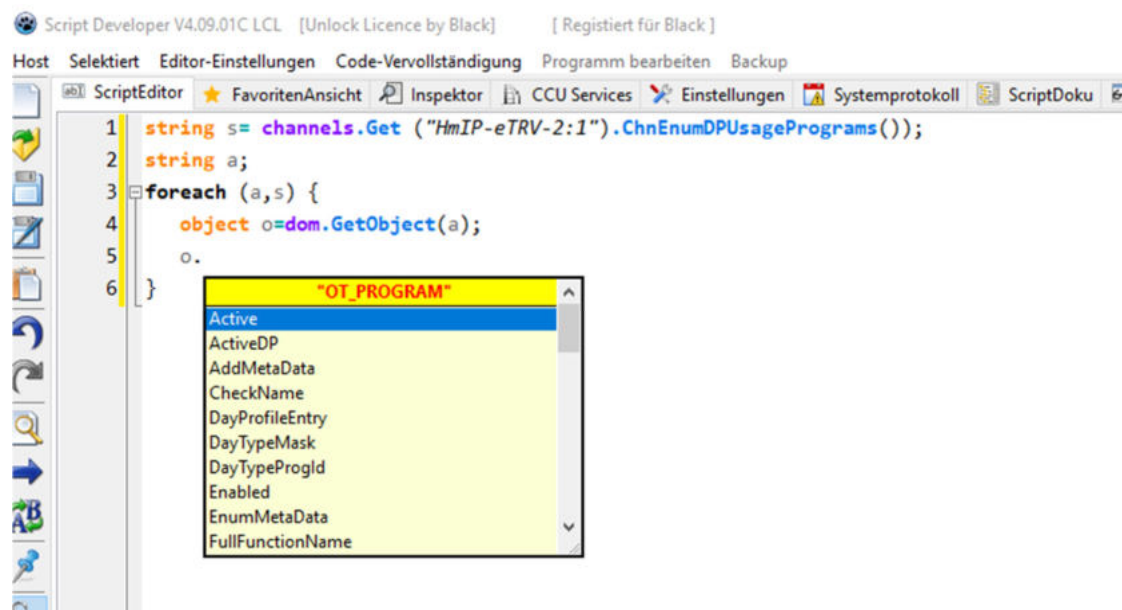 Script Developer V4.09.01C LCL [Unlock Licence by Black] [ Registiert für Black ]
Host Selektiert Editor-Einstellungen Code-Vervollständigung Programm bearbeiten Backup
ScriptEditor FavoritenAnsicht Inspektor CCU Services Einstellungen Systemprotokoll ScriptDoku
1 string s= channels.Get ("HmIP-eTRV-2:1").ChnEnumDPUsagePrograms());
2 string a;
3 foreach (a,s) {
4 object o=dom.GetObject(a);
5 o.
6 }
"OT_PROGRAM"
Active
ActiveDP
AddMetaData
CheckName
DayProfileEntry
DayTypeMask
DayTypeProgId
Enabled
EnumMetaData
FullFunctionName